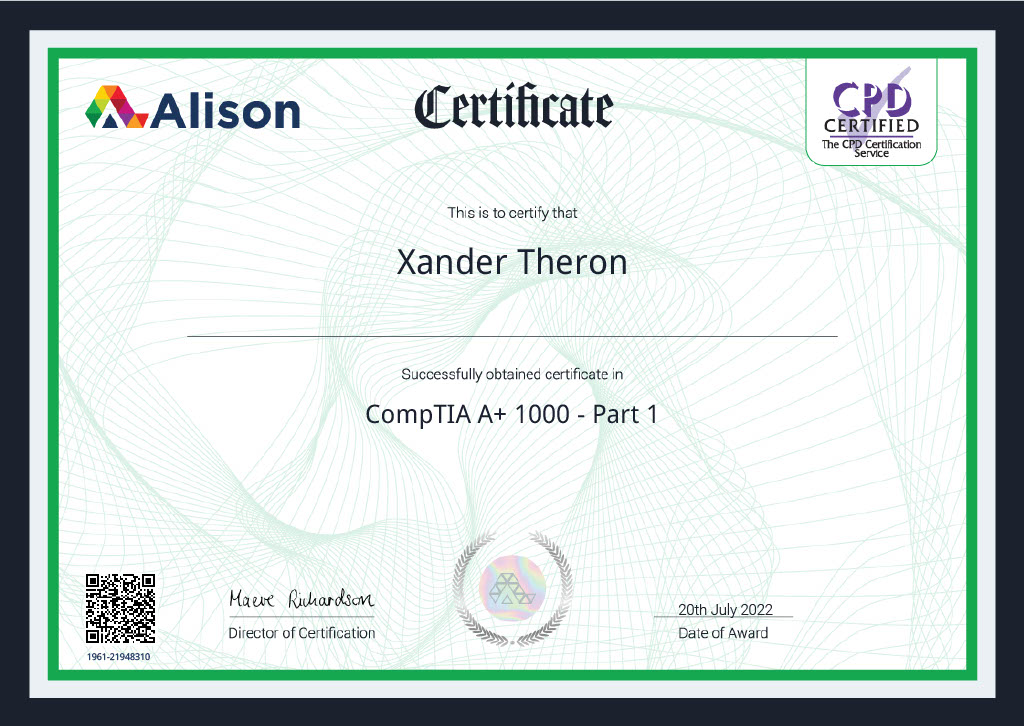 Alison
Certificate
CPD
CERTIFIED
The CPD Certification
Service
This is to certify that
Xander Theron
Successfully obtained certificate in
CompTIA A+ 1000 - Part 1
Maeve Richardson
Director of Certification
20th July 2022
Date of Award
1961-21948310